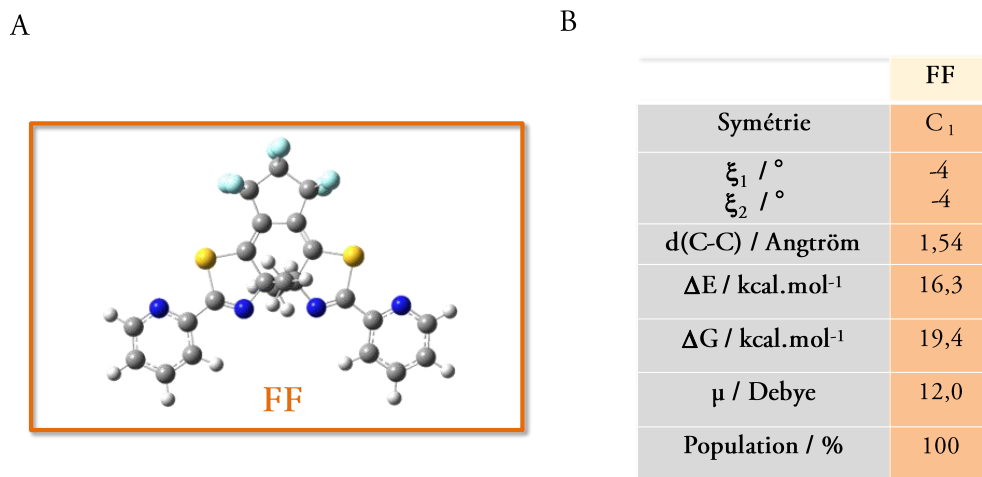 A
B
FF
FF
Symétrie
C 1
ξ1 / °
-4
ξ2 / °
-4
d(C-C) / Angtröm
1,54
ΔE / kcal.mol-1
16,3
ΔG / kcal.mol-1
19,4
μ / Debye
12,0
Population / %
100